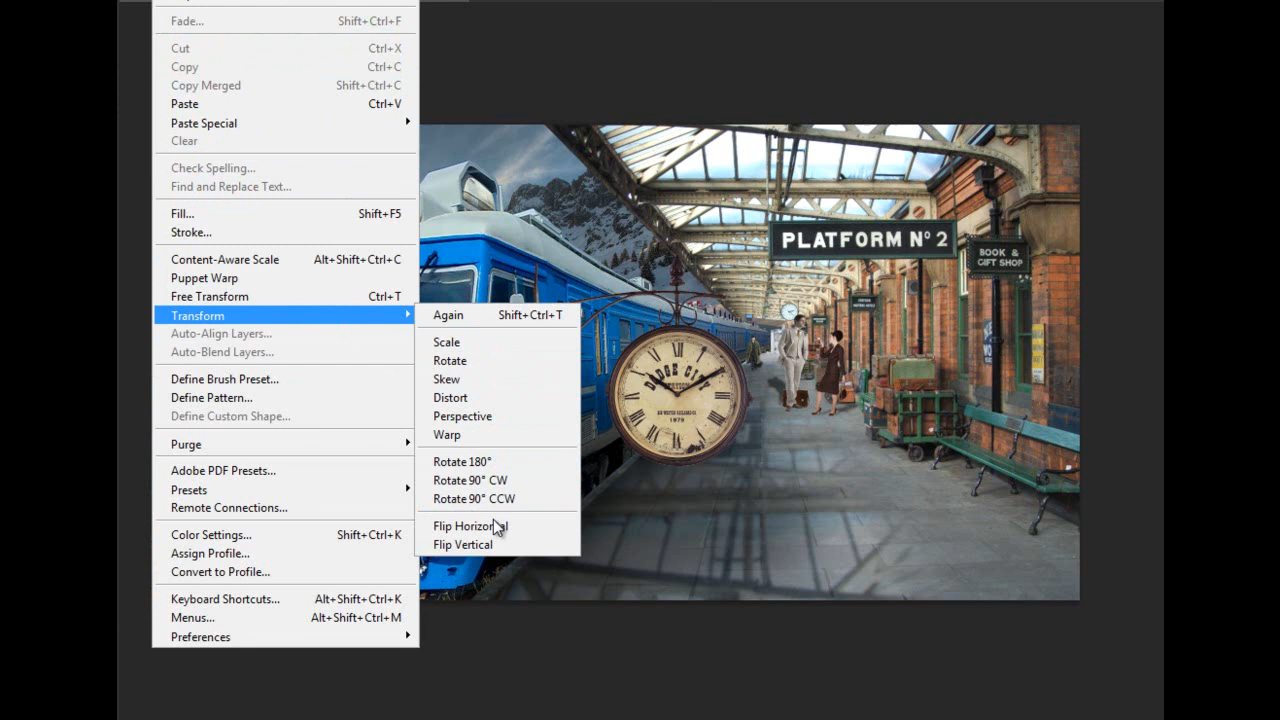 Fade... Shift+Ctrl+F
Cut Ctrl+X
Copy Ctrl+C
Copy Merged Shift+Ctrl+C
Paste Ctrl+V
Paste Special
Clear
Check Spelling...
Find and Replace Text...
Fill... Shift+F5
Stroke...
Content-Aware Scale Alt+Shift+Ctrl+C
Puppet Warp
Free Transform Ctrl+T
Transform
Auto-Align Layers...
Auto-Blend Layers...
Define Brush Preset...
Define Pattern...
Define Custom Shape...
Purge
Adobe PDF Presets...
Presets
Remote Connections...
Color Settings... Shift+Ctrl+K
Assign Profile...
Convert to Profile...
Keyboard Shortcuts... Alt+Shift+Ctrl+K
Menus... Alt+Shift+Ctrl+M
Preferences
Again Shift+Ctrl+T
Scale
Rotate
Skew
Distort
Perspective
Warp
Rotate 180°
Rotate 90° CW
Rotate 90° CCW
Flip Horizontal
Flip Vertical
PLATFORM Nº 2
BOOK &
GIFT SHOP
DODGE CITY
1879